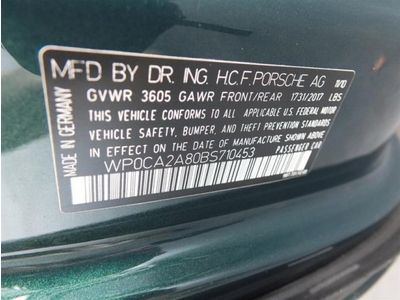 MFD BY DR. ING. H.C.F. PORSCHE AG 11/10
GVWR 3605 GAWR FRONT/REAR 1731/2017 LBS
THIS VEHICLE CONFORMS TO ALL APPLICABLE
U.S. VEHICLE SAFETY, BUMPER, AND THEFT
PREVENTION STANDARDS IN EFFECT ON THE DATE
OF MANUFACTURE SHOWN ABOVE.
WP0CA2A80BS710453 PASSENGER CAR
MADE IN GERMANY